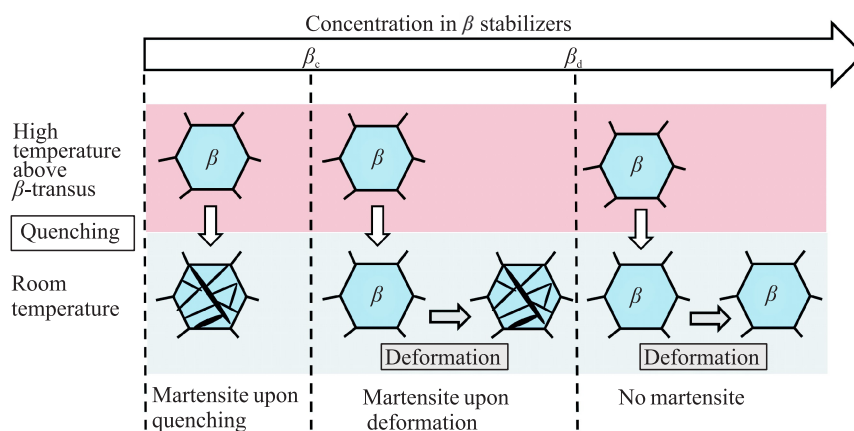 Concentration in β stabilizers
βc
βd
High
temperature
above
β-transus
β
β
β
Quenching
Room
temperature
β
β
β
Deformation
Deformation
Martensite upon
quenching
Martensite upon
deformation
No martensite